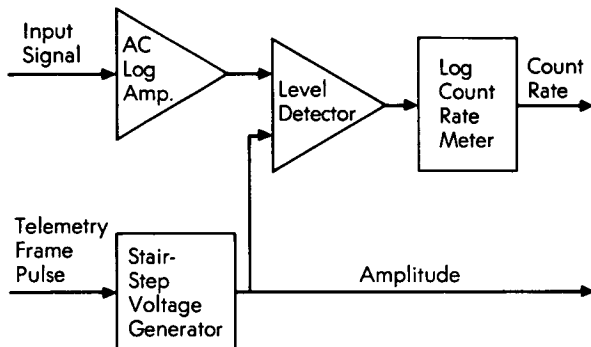 Input
Signal
AC
Log
Amp.
Level
Detector
Log
Count
Rate
Meter
Count
Rate
Telemetry
Frame
Pulse
Stair-
Step
Voltage
Generator
Amplitude